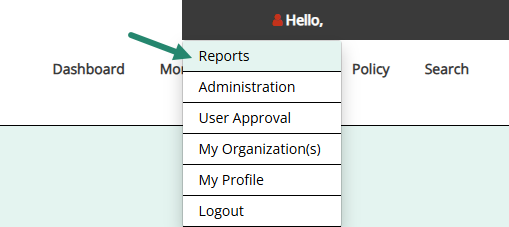 Hello,
Reports
Dashboard
Policy
Search
Administration
User Approval
My Organization(s)
My Profile
Logout